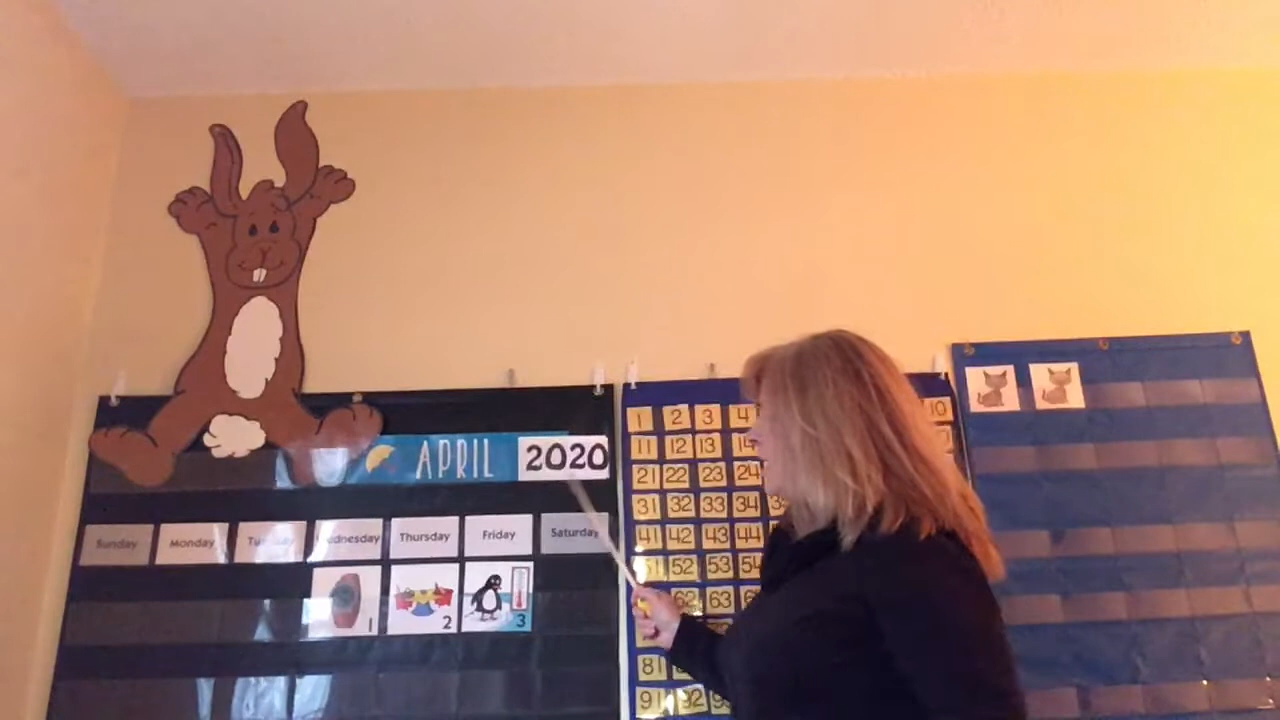 APRIL 2020
Sunday Monday Tuesday Wednesday Thursday Friday Saturday
1 2 3
1 2 3 4 10
11 12 13 14
21 22 23 24
31 32 33 34
41 42 43 44
51 52 53 54
62 63
81
91 92